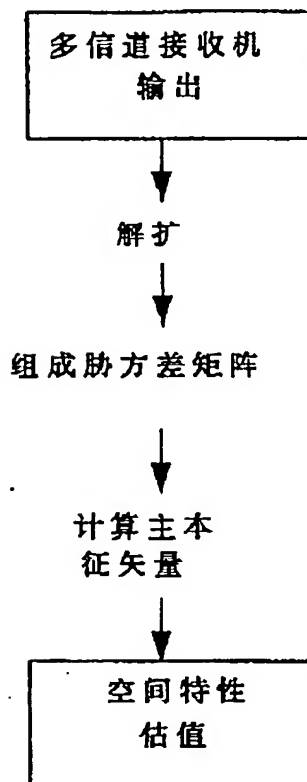 多信道接收机
输出
解扩
组成胁方差矩阵
计算主本
征矢量
空间特性
估值